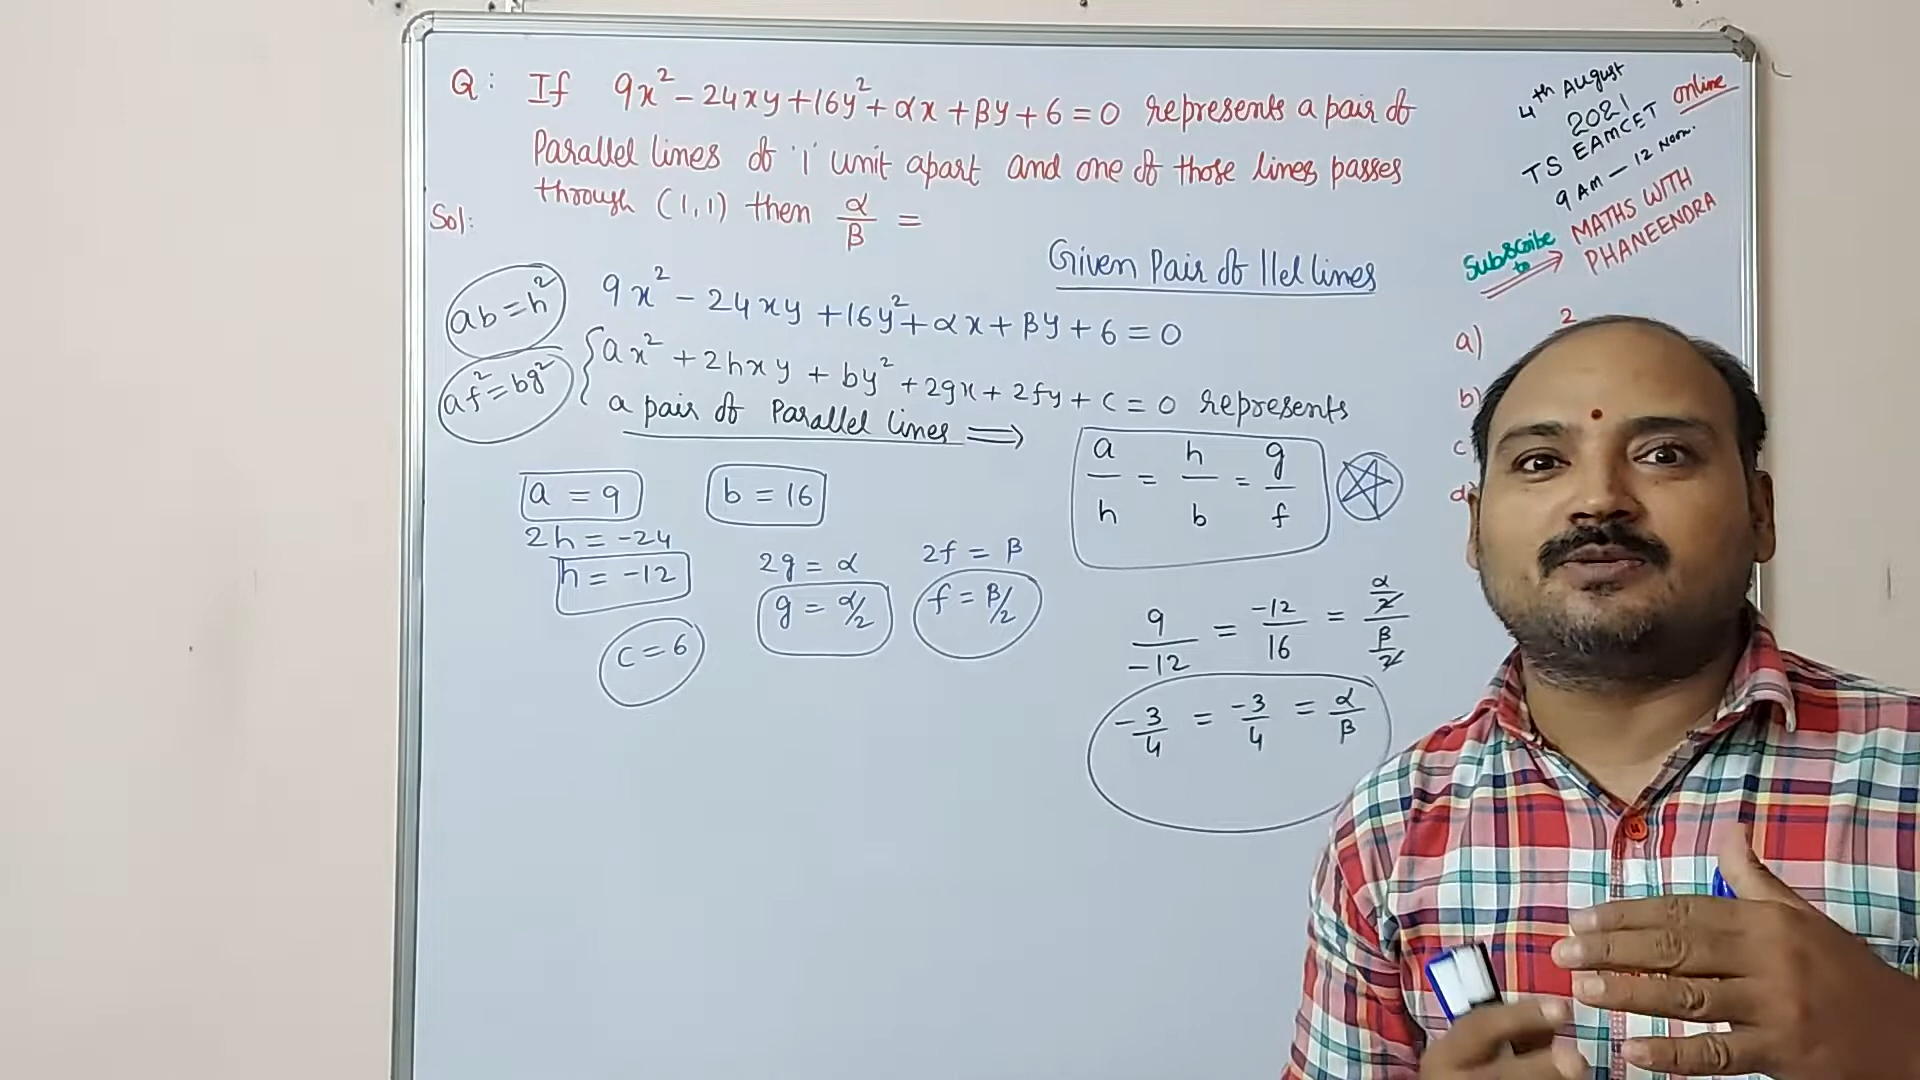 Q: If 9x² - 24xy + 16y² + αx + βy + 6 = 0 represents a pair of
Parallel lines of '1' unit apart and one of those lines passes
through (1,1) then α/β =
4th August
2021
TS EAMCET online
9 AM - 12 Noon.
Subscribe to ⟹ MATHS WITH
PHANEENDRA
Sol:
Given Pair of llel lines
ab = h²
9x² - 24xy + 16y² + αx + βy + 6 = 0
af² = bg²
{ax² + 2hxy + by² + 2gx + 2fy + c = 0 represents
a pair of Parallel lines ⟹
a/h = h/b = g/f
a = 9
b = 16
2h = -24
h = -12
2g = α
g = α/2
2f = β
f = β/2
c = 6
9/-12 = -12/16 = (α/2)/(β/2)
-3/4 = -3/4 = α/β
a) 2
b)
c
d)